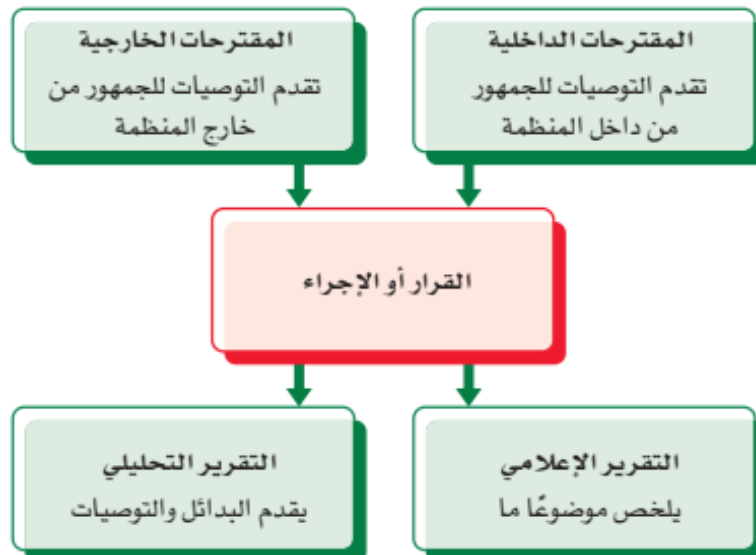 المقترحات الداخلية
تقدم التوصيات للجمهور
من داخل المنظمة
المقترحات الخارجية
تقدم التوصيات للجمهور من
خارج المنظمة
القرار أو الإجراء
التقرير الإعلامي
يلخص موضوعًا ما
التقرير التحليلي
يقدم البدائل والتوصيات